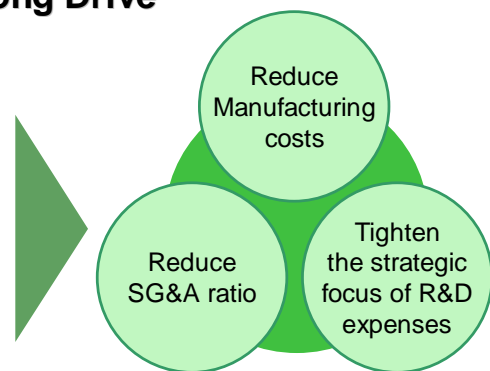 Drive
Reduce
Manufacturing
costs
Reduce
SG&A ratio
Tighten
the strategic
focus of R&D
expenses